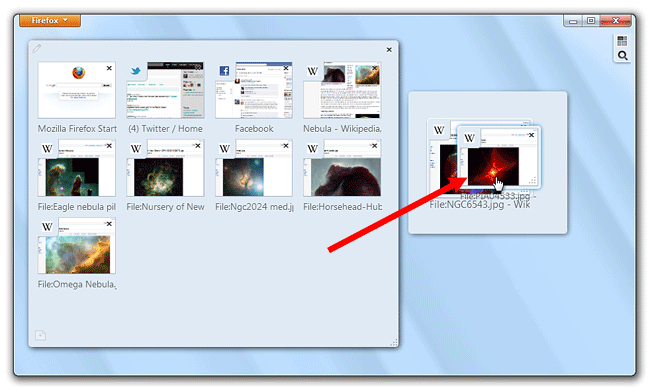 Firefox
Mozilla Firefox Start
(4) Twitter / Home
Facebook
Nebula - Wikipedia,
File:Eagle nebula pil
File:Nursery of New
File:Ngc2024 med.jp
File:Horsehead-Hub
File:Omega Nebula.j
File:PIA04533.jpg -
File:NGC6543.jpg - Wik